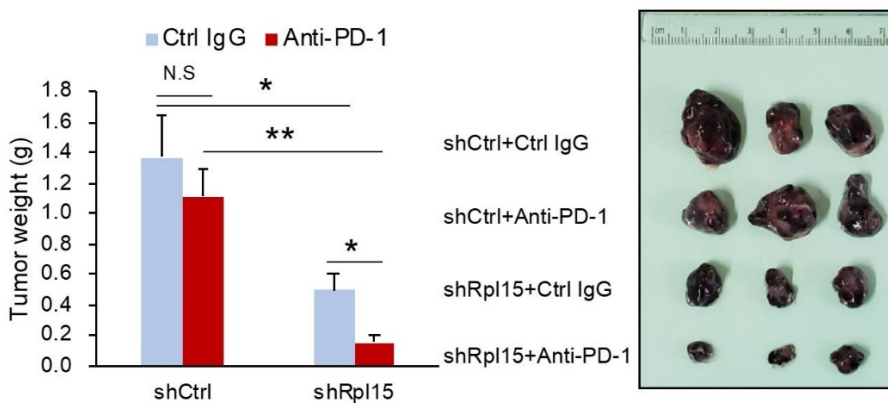 Ctrl IgG Anti-PD-1
N.S
*
**
*
1.8
1.6
1.4
1.2
1.0
0.8
0.6
0.4
0.2
0.0
Tumor weight (g)
shCtrl
shRpl15
shCtrl+Ctrl IgG
shCtrl+Anti-PD-1
shRpl15+Ctrl IgG
shRpl15+Anti-PD-1
cm 1 2 3 4 5 6 7